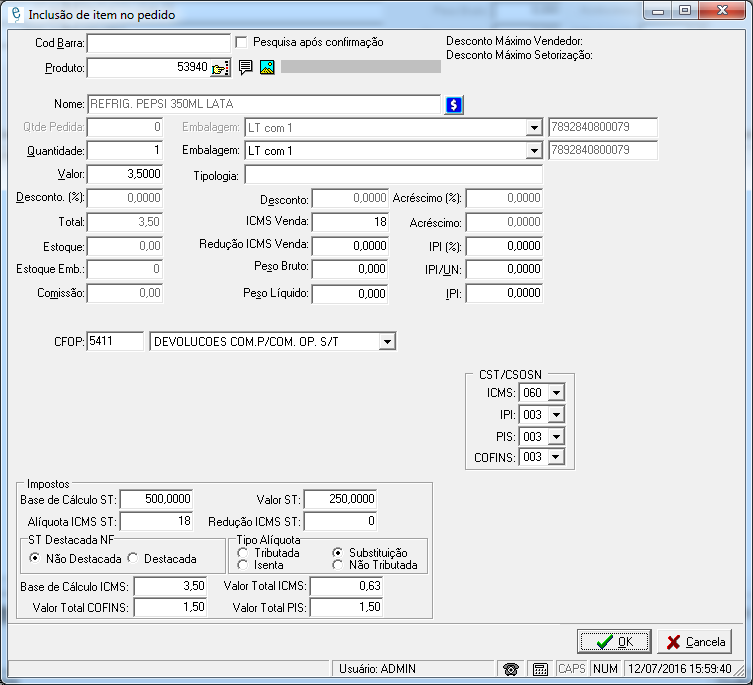 Inclusão de item no pedido
Cod Barra: Pesquisa após confirmação Desconto Máximo Vendedor:
Desconto Máximo Setorização:
Produto: 53940
Nome: REFRIG. PEPSI 350ML LATA $
Qtde Pedida: 0 Embalagem: LT com 1 7892840800079
Quantidade: 1 Embalagem: LT com 1 7892840800079
Valor: 3,5000 Tipologia:
Desconto. (%): 0,0000 Desconto: 0,0000 Acréscimo (%): 0,0000
Total: 3,50 ICMS Venda: 18 Acréscimo: 0,0000
Estoque: 0,00 Redução ICMS Venda: 0,0000 IPI (%): 0,0000
Estoque Emb.: 0 Peso Bruto: 0,000 IPI/UN: 0,0000
Comissão: 0,00 Peso Líquido: 0,000 IPI: 0,0000
CFOP: 5411 DEVOLUCOES COM.P/COM. OP. S/T
CST/CSOSN
ICMS: 060
IPI: 003
PIS: 003
COFINS: 003
Impostos
Base de Cálculo ST: 500,0000 Valor ST: 250,0000
Alíquota ICMS ST: 18 Redução ICMS ST: 0
ST Destacada NF Tipo Alíquota
Não Destacada Destacada Tributada Substituição
Isenta Não Tributada
Base de Cálculo ICMS: 3,50 Valor Total ICMS: 0,63
Valor Total COFINS: 1,50 Valor Total PIS: 1,50
OK Cancela
Usuário: ADMIN CAPS NUM 12/07/2016 15:59:40